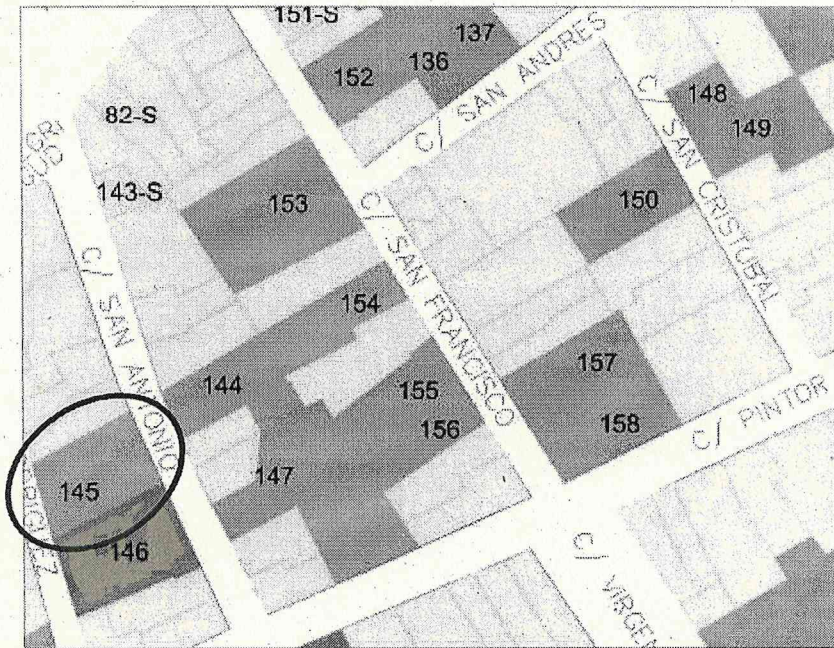 151-S
137
136
152
C/ SAN ANDRES
82-S
148
149
143-S
153
150
C/ SAN CRISTOBAL
C/ SAN FRANCISCO
C/ SAN ANTONIO
154
157
144
155
156
158
C/ PINTOR
147
145
146
C/ VIRGEN